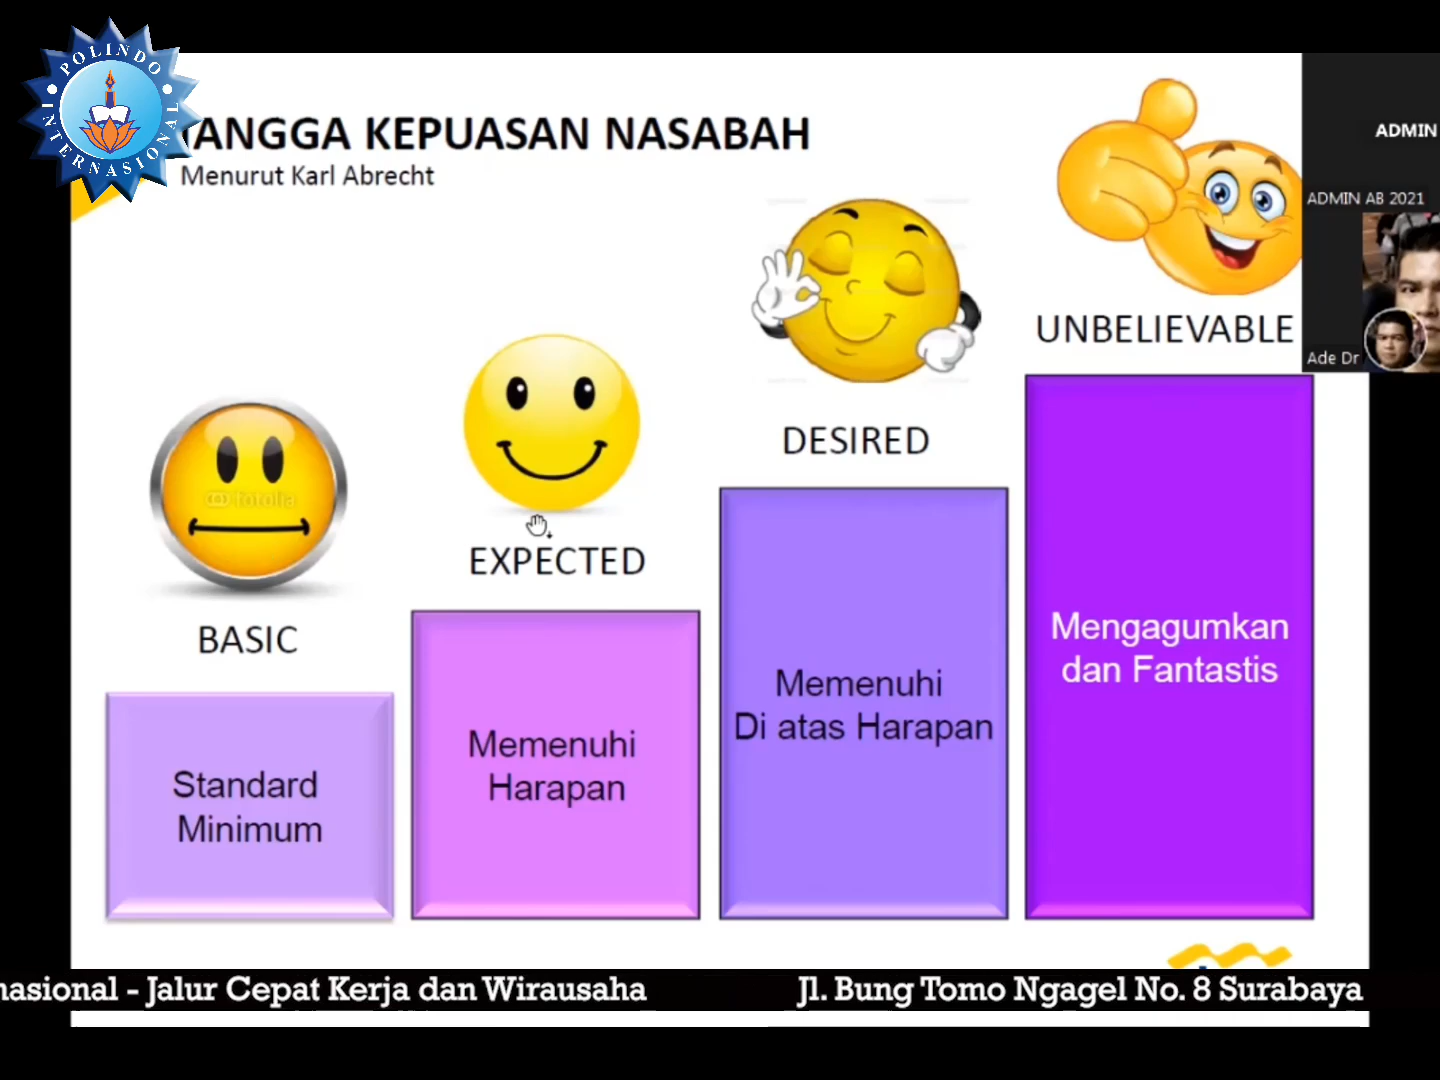 POLINDO
INTERNASIONAL
TANGGA KEPUASAN NASABAH
Menurut Karl Abrecht
ADMIN
ADMIN AB 2021
Ade Dr
UNBELIEVABLE
DESIRED
EXPECTED
BASIC
fotolia
Mengagumkan
dan Fantastis
Memenuhi
Di atas Harapan
Memenuhi
Harapan
Standard
Minimum
nasional - Jalur Cepat Kerja dan Wirausaha
Jl. Bung Tomo Ngagel No. 8 Surabaya